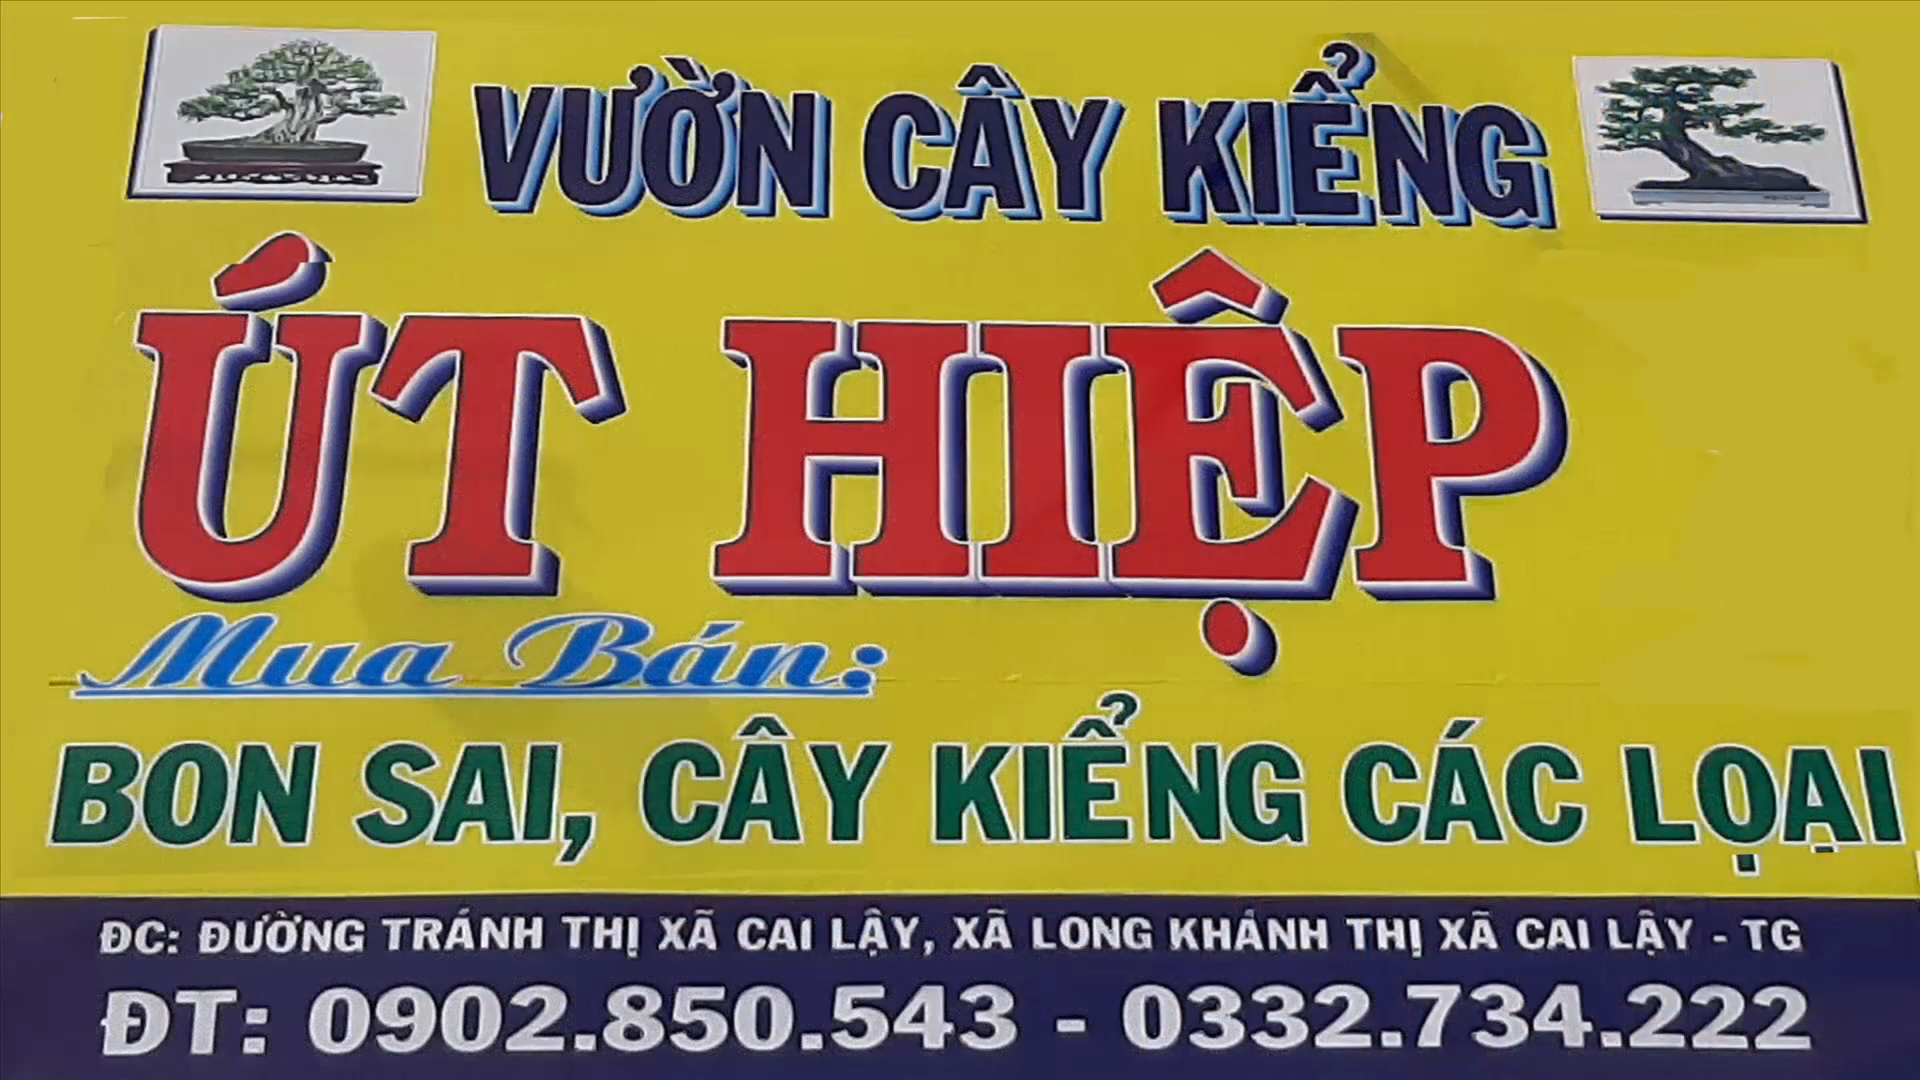 VƯỜN CÂY KIỂNG
ÚT HIỆP
Mua Bán:
BON SAI, CÂY KIỂNG CÁC LOẠI
ĐC: ĐƯỜNG TRÁNH THỊ XÃ CAI LẬY, XÃ LONG KHÁNH THỊ XÃ CAI LẬY - TG
ĐT: 0902.850.543 - 0332.734.222